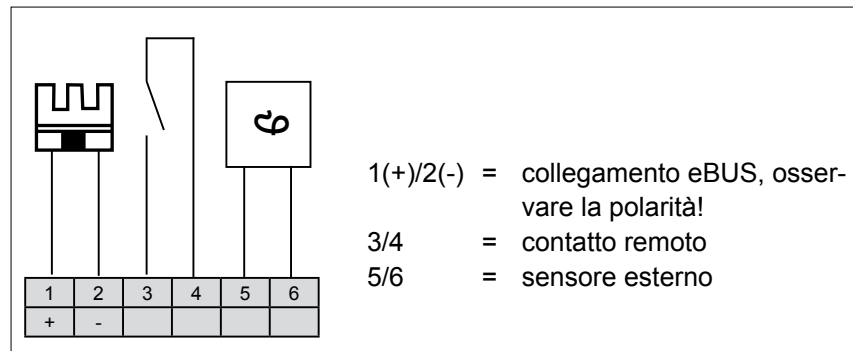 1(+)/2(-) = collegamento eBUS, osser-
vare la polarità!
3/4 = contatto remoto
5/6 = sensore esterno
1 2 3 4 5 6
+ -